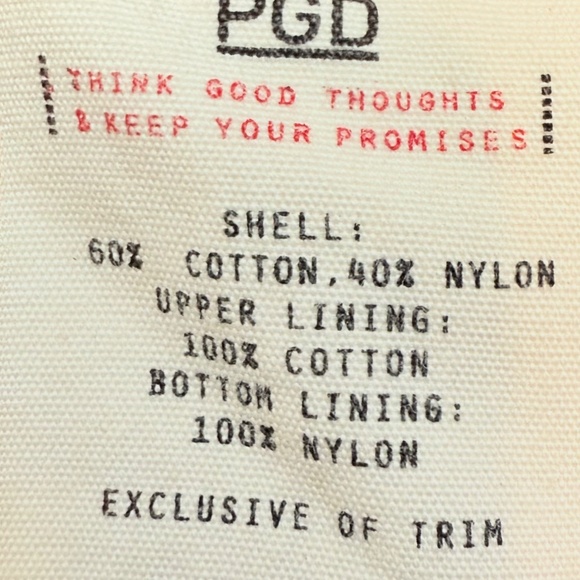 PGD
THINK GOOD THOUGHTS
& KEEP YOUR PROMISES
SHELL:
60% COTTON, 40% NYLON
UPPER LINING:
100% COTTON
BOTTOM LINING:
100% NYLON
EXCLUSIVE OF TRIM